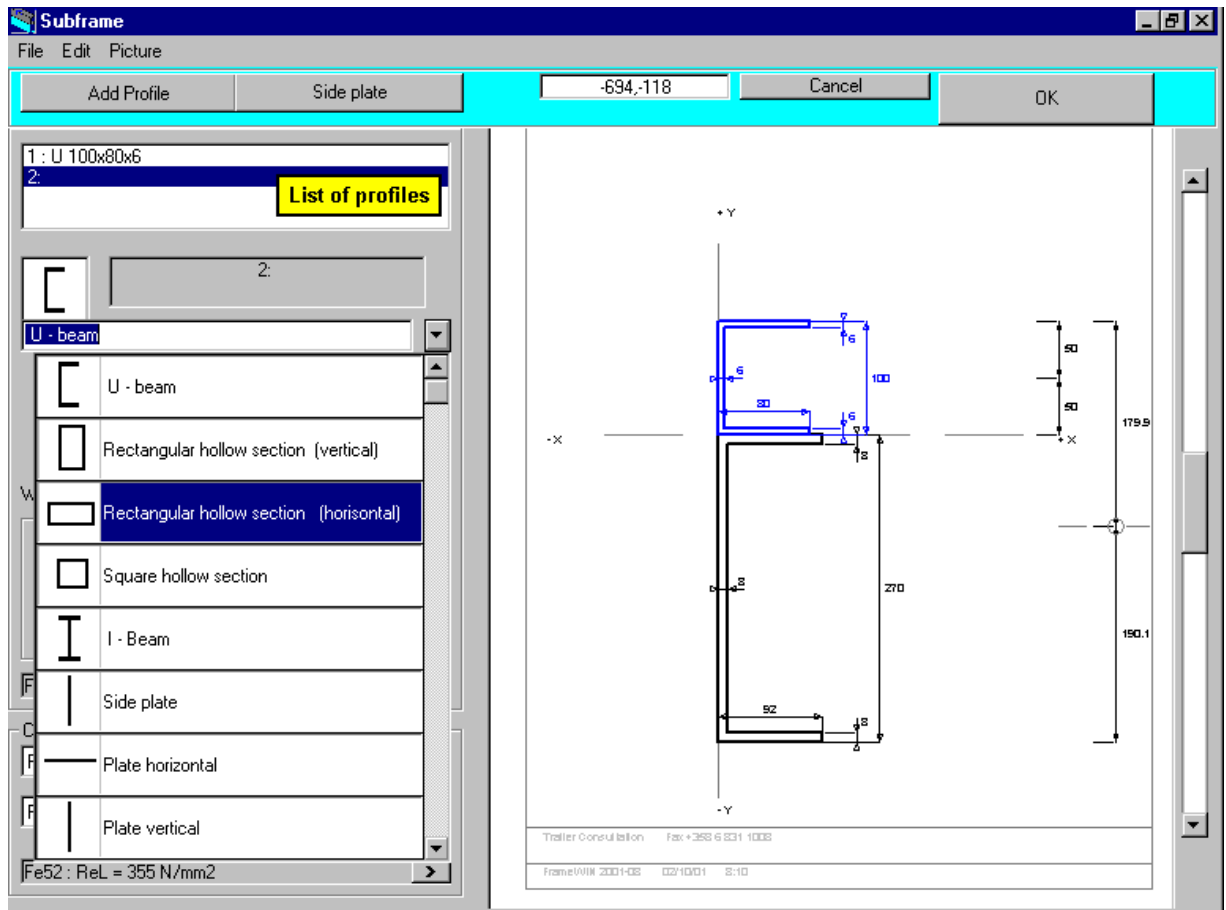 Subframe
File Edit Picture
Add Profile
Side plate
-694,-118
Cancel
OK
1 : U 100x80x6
2:
List of profiles
2:
U - beam
U - beam
Rectangular hollow section (vertical)
Rectangular hollow section (horisontal)
Square hollow section
I - Beam
Side plate
Plate horizontal
Plate vertical
Fe52 : ReL = 355 N/mm2
>
+ Y
6
50
6
100
80
50
6
179.9
- X
+ X
8
8
270
190.1
92
8
- Y
Trailer Consultation Fax +358 6 831 1008
FrameWIN 2001-08 02/10/01 8:10